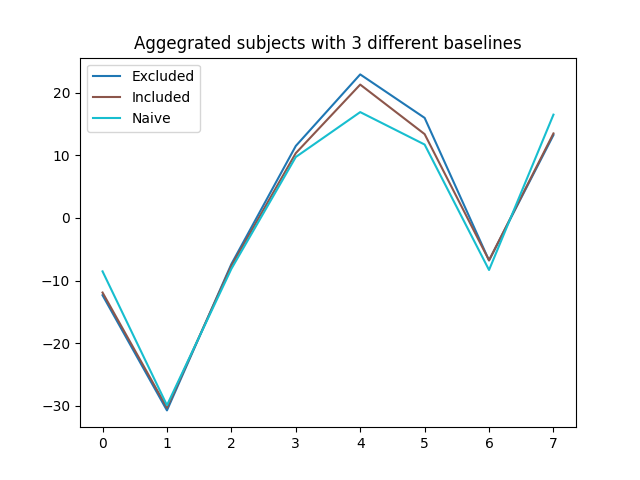 Aggegrated subjects with 3 different baselines
Excluded
Included
Naive
20
10
0
−10
−20
−30
0 1 2 3 4 5 6 7